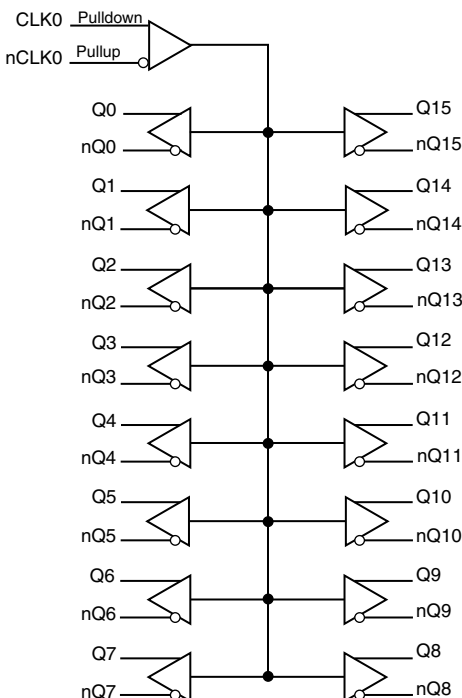 CLK0 Pulldown
nCLK0 Pullup
Q0 Q15
nQ0 nQ15
Q1 Q14
nQ1 nQ14
Q2 Q13
nQ2 nQ13
Q3 Q12
nQ3 nQ12
Q4 Q11
nQ4 nQ11
Q5 Q10
nQ5 nQ10
Q6 Q9
nQ6 nQ9
Q7 Q8
nQ7 nQ8